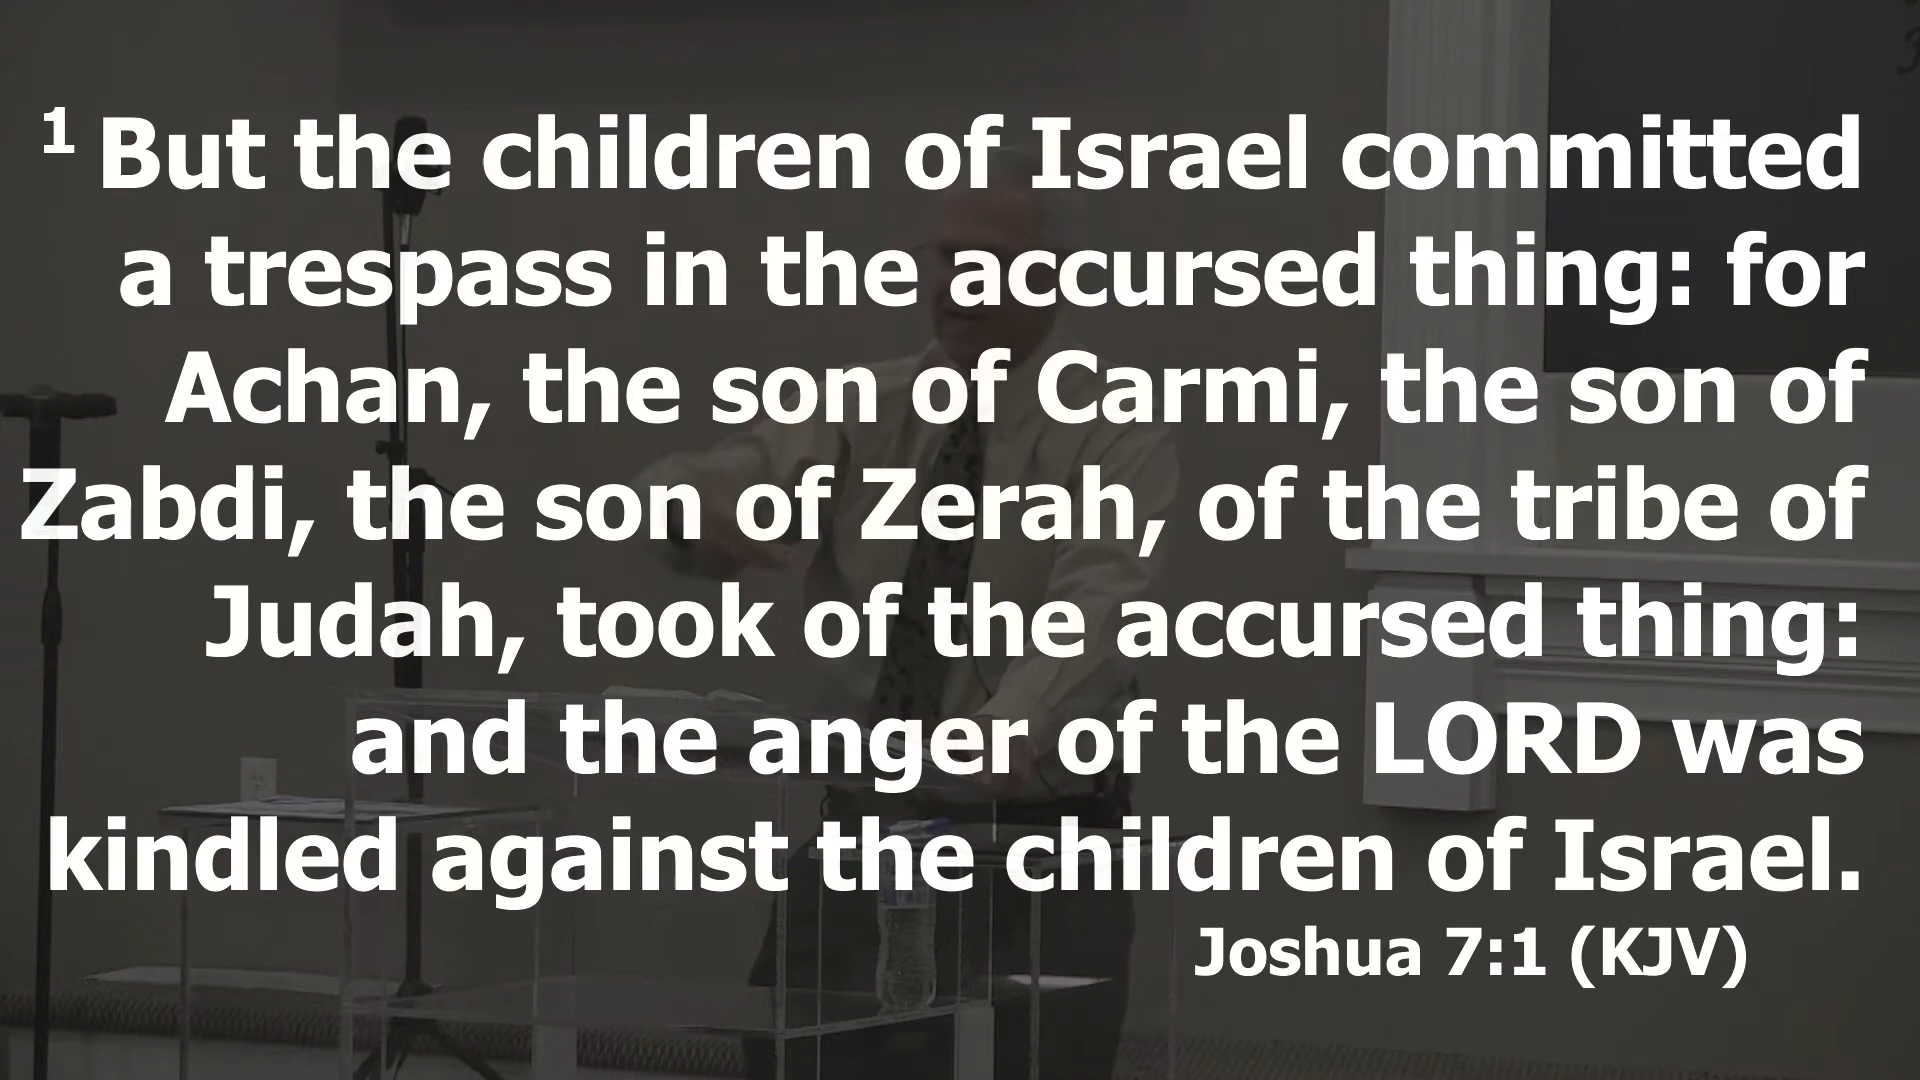 1 But the children of Israel committed
a trespass in the accursed thing: for
Achan, the son of Carmi, the son of
Zabdi, the son of Zerah, of the tribe of
Judah, took of the accursed thing:
and the anger of the LORD was
kindled against the children of Israel.
Joshua 7:1 (KJV)